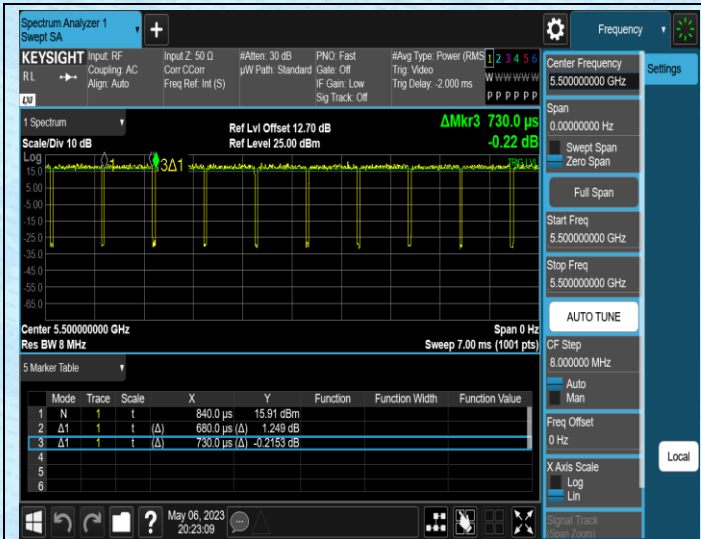 Spectrum Analyzer 1
Swept SA
+
Frequency
KEYSIGHT
RL
LXI
Input: RF
Coupling: AC
Align: Auto
Input Z: 50 Ω
Corr CCorr
Freq Ref: Int (S)
#Atten: 30 dB
µW Path: Standard
PNO: Fast
Gate: Off
IF Gain: Low
Sig Track: Off
#Avg Type: Power (RMS
Trig: Video
Trig Delay: -2.000 ms
1 2 3 4 5 6
W W W W W W
P P P P P P
1 Spectrum
Scale/Div 10 dB
Ref Lvl Offset 12.70 dB
Ref Level 25.00 dBm
ΔMkr3 730.0 µs
-0.22 dB
Log
1
3Δ1
TRIG LVL
15.0
5.00
-5.00
-15.0
-25.0
-35.0
-45.0
-55.0
-65.0
Center 5.500000000 GHz
Span 0 Hz
Res BW 8 MHz
Sweep 7.00 ms (1001 pts)
5 Marker Table
Mode Trace Scale X Y Function Function Width Function Value
1 N 1 t 840.0 µs 15.91 dBm
2 Δ1 1 t (Δ) 680.0 µs (Δ) 1.249 dB
3 Δ1 1 t (Δ) 730.0 µs (Δ) -0.2153 dB
4
5
6
?
May 06, 2023
20:23:09
Center Frequency
5.500000000 GHz
Span
0.00000000 Hz
Swept Span
Zero Span
Full Span
Start Freq
5.500000000 GHz
Stop Freq
5.500000000 GHz
AUTO TUNE
CF Step
8.000000 MHz
Auto
Man
Freq Offset
0 Hz
X Axis Scale
Log
Lin
Signal Track
(Span Zoom)
Settings
Local